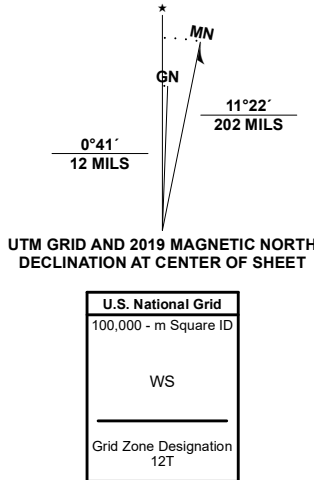 ★
MN
GN
11°22´
202 MILS
0°41´
12 MILS
UTM GRID AND 2019 MAGNETIC NORTH
DECLINATION AT CENTER OF SHEET
U.S. National Grid
100,000 - m Square ID
WS
Grid Zone Designation
12T